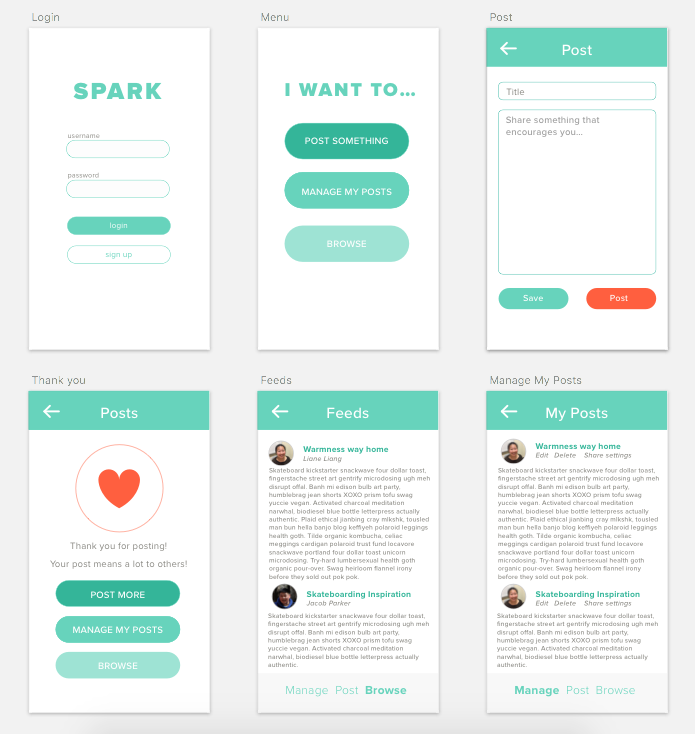 Login
SPARK
username
password
login
sign up
Menu
I WANT TO...
POST SOMETHING
MANAGE MY POSTS
BROWSE
Post
Post
Title
Share something that
encourages you...
Save
Post
Thank you
Posts
Thank you for posting!
Your post means a lot to others!
POST MORE
MANAGE MY POSTS
BROWSE
Feeds
Feeds
Warmness way home
Liane Liang
Skateboard kickstarter snackwave four dollar toast,
fingerstache street art gentrify microdosing ugh meh
disrupt offal. Banh mi edison bulb art party,
humblebrag jean shorts XOXO prism tofu swag
yuccie vegan. Activated charcoal meditation
narwhal, biodiesel blue bottle letterpress actually
authentic. Plaid ethical jianbing cray mlkshk, tousled
man bun hella banjo blog keffiyeh polaroid leggings
health goth. Tilde organic kombucha, celiac
meggings cardigan polaroid trust fund locavore
snackwave portland four dollar toast unicorn
microdosing. Try-hard lumbersexual health goth
organic pour-over. Swag heirloom flannel irony
before they sold out pok pok.
Skateboarding Inspiration
Jacob Parker
Skateboard kickstarter snackwave four dollar toast,
fingerstache street art gentrify microdosing ugh meh
disrupt offal. Banh mi edison bulb art party,
humblebrag jean shorts XOXO prism tofu swag
yuccie vegan. Activated charcoal meditation
narwhal, biodiesel blue bottle letterpress actually
authentic.
Manage Post Browse
Manage My Posts
My Posts
Warmness way home
Edit Delete Share settings
Skateboard kickstarter snackwave four dollar toast,
fingerstache street art gentrify microdosing ugh meh
disrupt offal. Banh mi edison bulb art party,
humblebrag jean shorts XOXO prism tofu swag
yuccie vegan. Activated charcoal meditation
narwhal, biodiesel blue bottle letterpress actually
authentic. Plaid ethical jianbing cray mlkshk, tousled
man bun hella banjo blog keffiyeh polaroid leggings
health goth. Tilde organic kombucha, celiac
meggings cardigan polaroid trust fund locavore
snackwave portland four dollar toast unicorn
microdosing. Try-hard lumbersexual health goth
organic pour-over. Swag heirloom flannel irony
before they sold out pok pok.
Skateboarding Inspiration
Edit Delete Share settings
Skateboard kickstarter snackwave four dollar toast,
fingerstache street art gentrify microdosing ugh meh
disrupt offal. Banh mi edison bulb art party,
humblebrag jean shorts XOXO prism tofu swag
yuccie vegan. Activated charcoal meditation
narwhal, biodiesel blue bottle letterpress actually
authentic.
Manage Post Browse